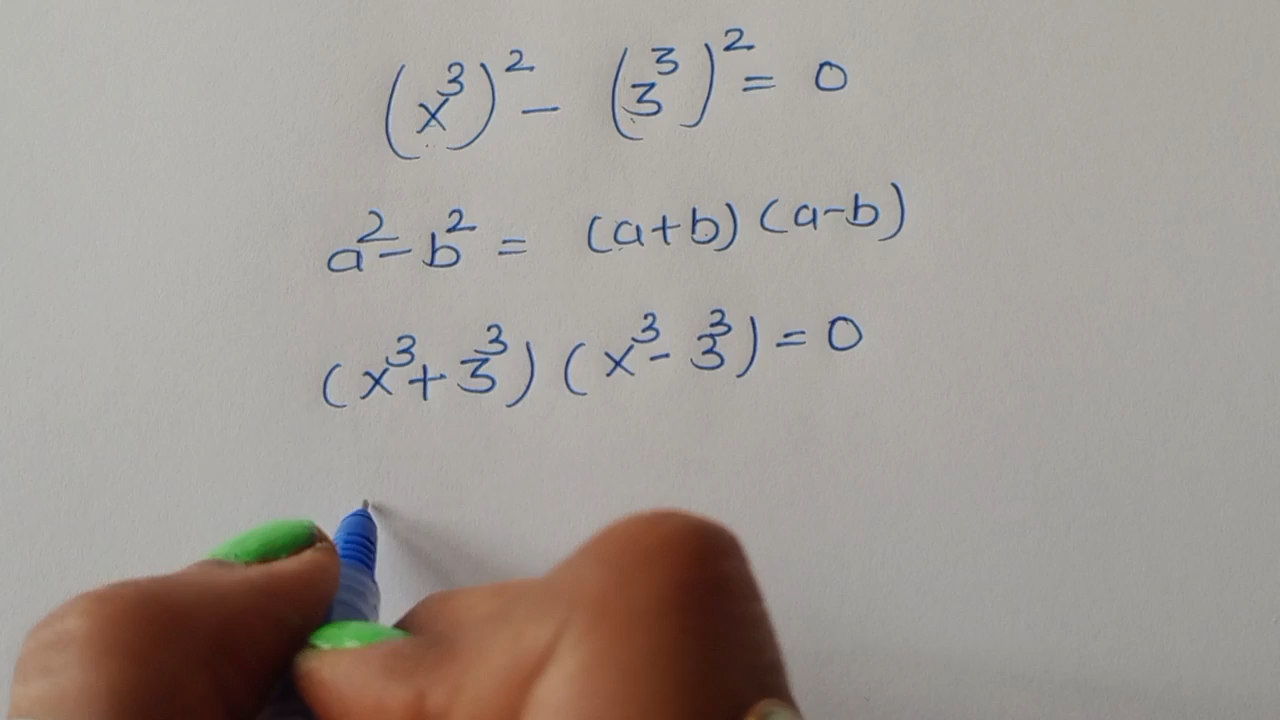 (x³)² - (3³)² = 0
a² - b² = (a+b) (a-b)
(x³ + 3³) (x³ - 3³) = 0